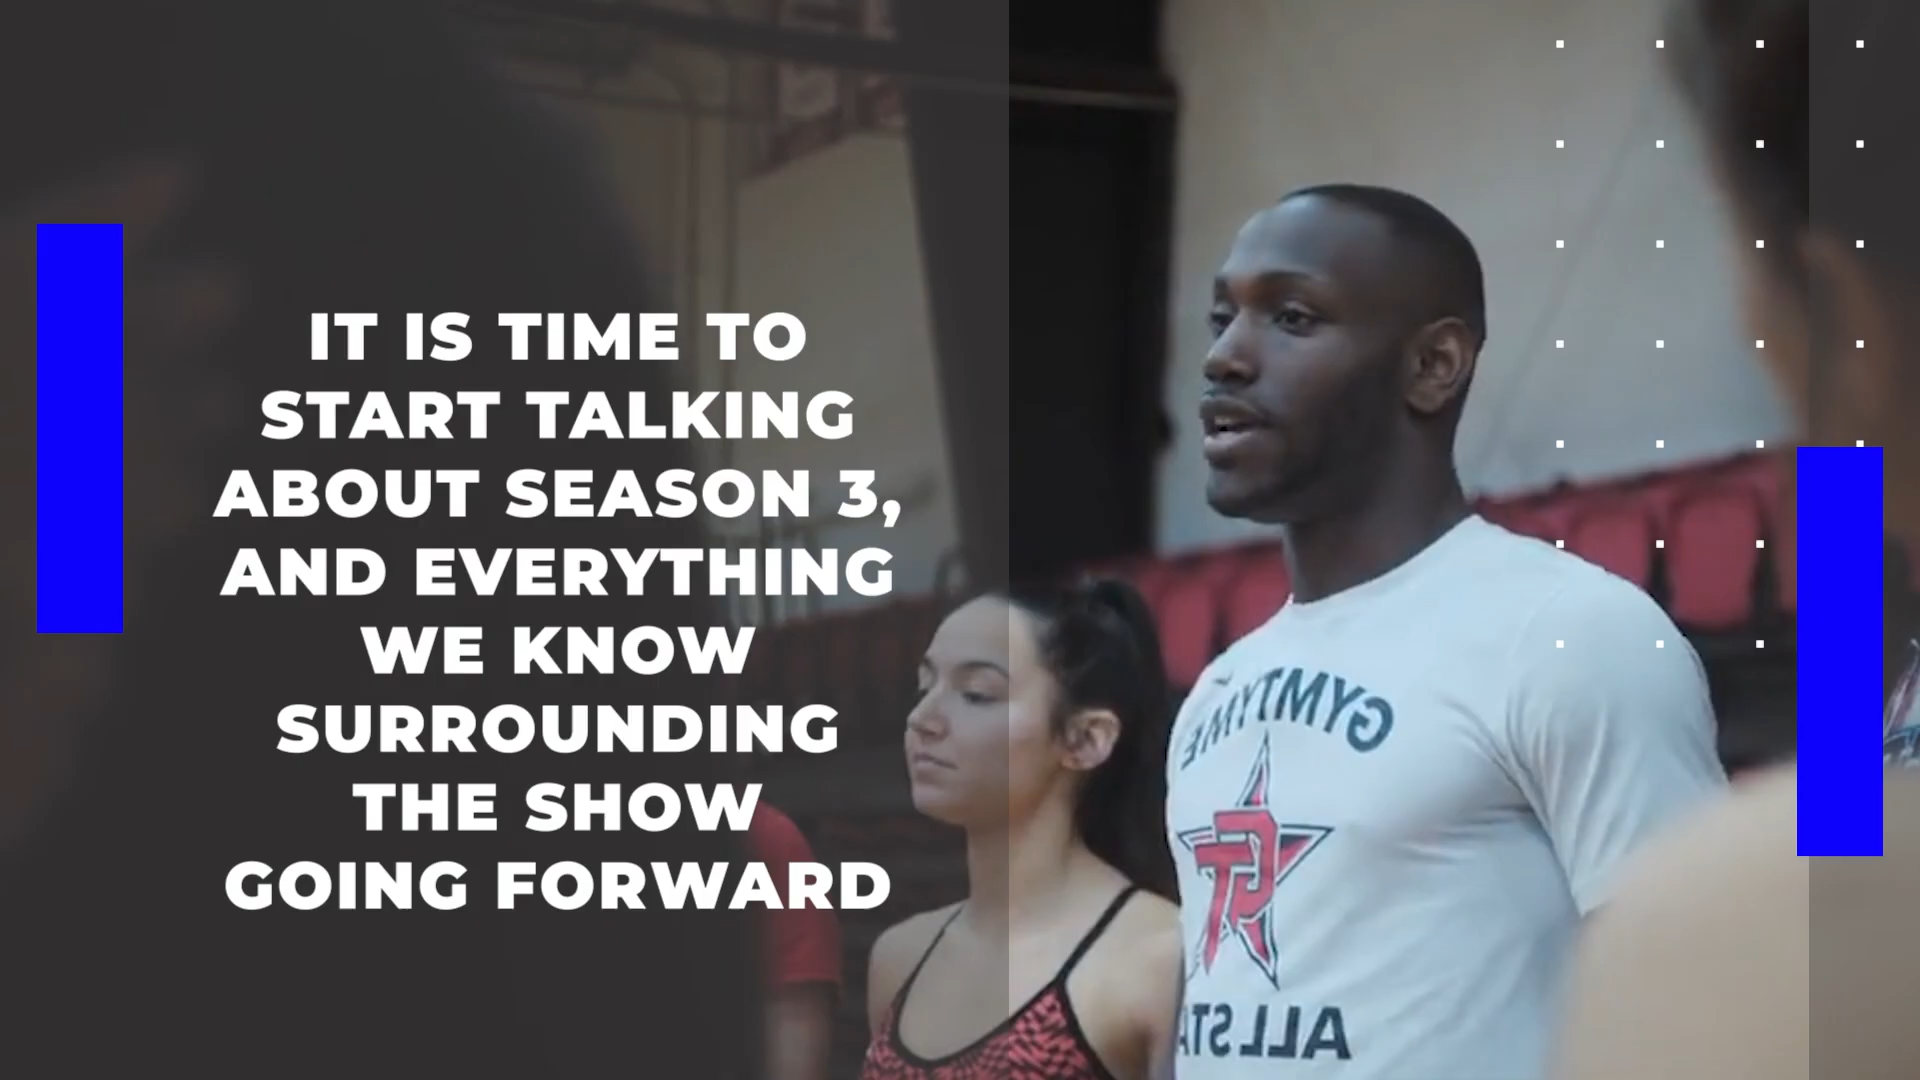 IT IS TIME TO
START TALKING
ABOUT SEASON 3,
AND EVERYTHING
WE KNOW
SURROUNDING
THE SHOW
GOING FORWARD
GYMTYME
GT
ALL STA